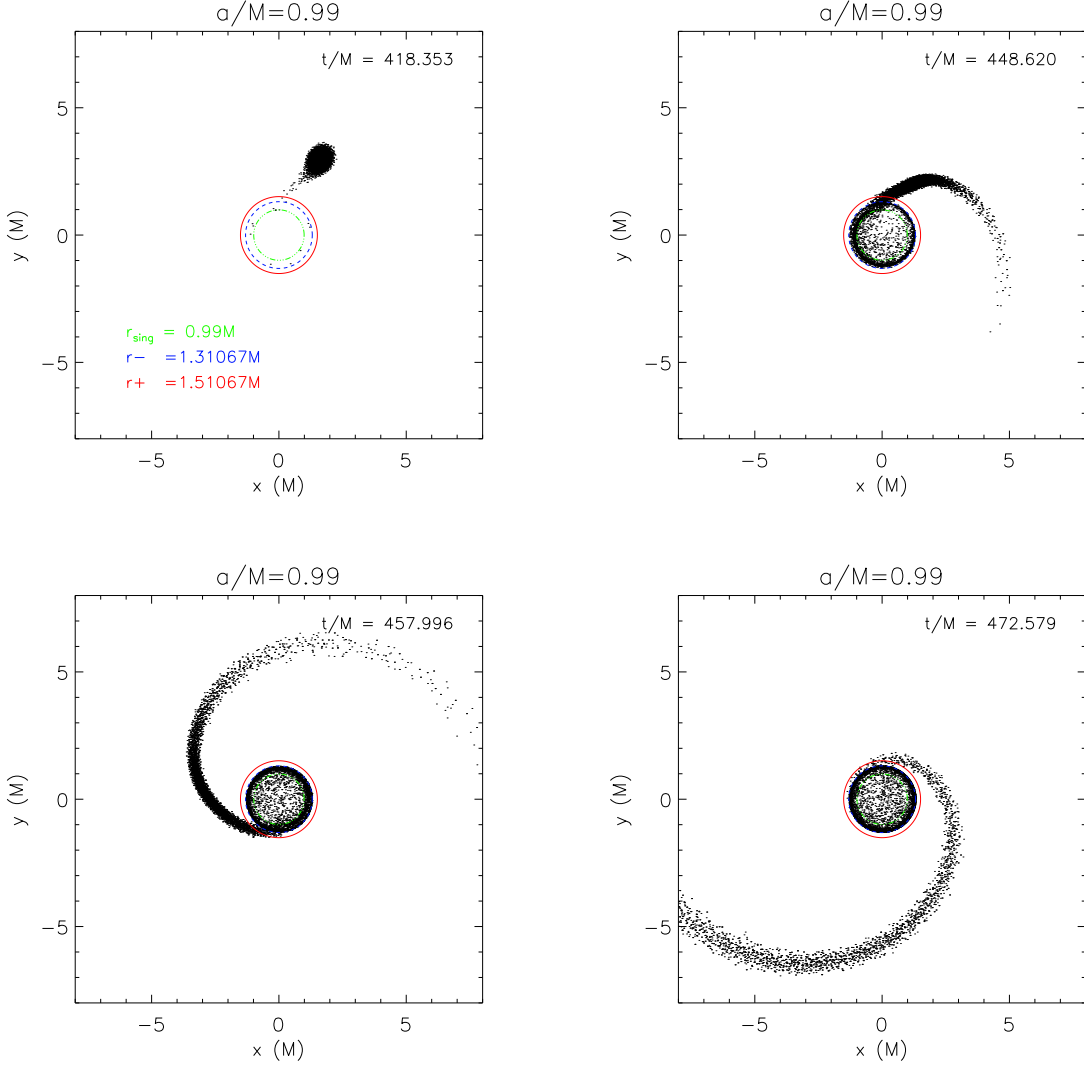 a/M=0.99
t/M = 418.353
5
0
−5
y (M)
r_sing = 0.99M
r− =1.31067M
r+ =1.51067M
−5 0 5
x (M)
a/M=0.99
t/M = 448.620
5
0
−5
y (M)
−5 0 5
x (M)
a/M=0.99
t/M = 457.996
5
0
−5
y (M)
−5 0 5
x (M)
a/M=0.99
t/M = 472.579
5
0
−5
y (M)
−5 0 5
x (M)